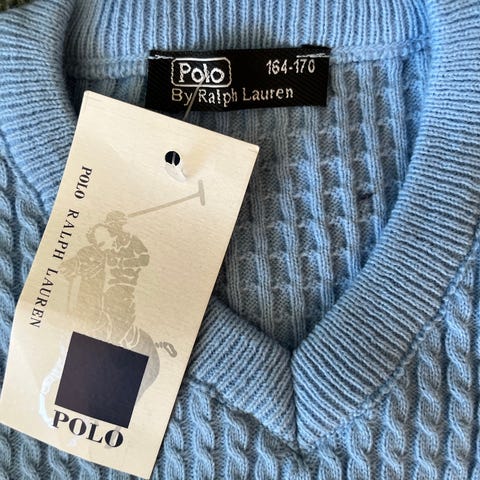 Polo 164-170
By Ralph Lauren
POLO RALPH LAUREN
POLO